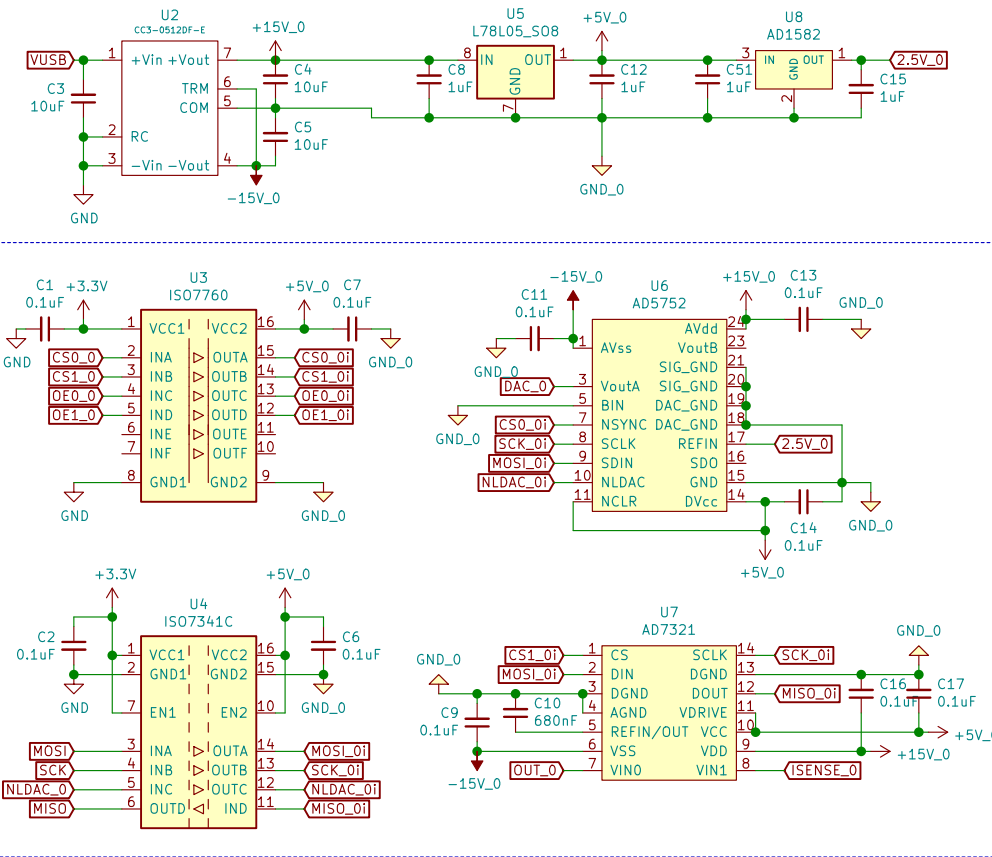 U2
CC3-0512DF-E
VUSB
1
+Vin
+Vout
7
+15V_0
C3
10uF
TRM
6
COM
5
2
RC
3
-Vin
-Vout
4
GND
-15V_0
C4
10uF
C5
10uF
C8
1uF
U5
L78L05_SO8
8
IN
OUT
1
GND
7
+5V_0
C12
1uF
GND_0
C51
1uF
U8
AD1582
3
IN
OUT
1
GND
2
2.5V_0
C15
1uF
C1
0.1uF
+3.3V
GND
U3
ISO7760
+5V_0
C7
0.1uF
GND_0
1
VCC1
VCC2
16
CS0_0
2
INA
OUTA
15
CS0_0i
CS1_0
3
INB
OUTB
14
CS1_0i
OE0_0
4
INC
OUTC
13
OE0_0i
OE1_0
5
IND
OUTD
12
OE1_0i
6
INE
OUTE
11
7
INF
OUTF
10
8
GND1
GND2
9
GND
GND_0
-15V_0
C11
0.1uF
GND_0
U6
AD5752
+15V_0
C13
0.1uF
GND_0
AVdd
24
1
AVss
VoutB
23
SIG_GND
21
DAC_0
3
VoutA
SIG_GND
20
5
BIN
DAC_GND
19
GND_0
CS0_0i
7
NSYNC
DAC_GND
18
SCK_0i
8
SCLK
REFIN
17
2.5V_0
MOSI_0i
9
SDIN
SDO
16
NLDAC_0i
10
NLDAC
GND
15
11
NCLR
DVcc
14
GND_0
C14
0.1uF
+5V_0
+3.3V
C2
0.1uF
GND
U4
ISO7341C
+5V_0
C6
0.1uF
GND_0
1
VCC1
VCC2
16
2
GND1
GND2
15
7
EN1
EN2
10
MOSI
3
INA
OUTA
14
MOSI_0i
SCK
4
INB
OUTB
13
SCK_0i
NLDAC_0
5
INC
OUTC
12
NLDAC_0i
MISO
6
OUTD
IND
11
MISO_0i
U7
AD7321
GND_0
C9
0.1uF
C10
680nF
-15V_0
CS1_0i
1
CS
SCLK
14
SCK_0i
MOSI_0i
2
DIN
DGND
13
3
DGND
DOUT
12
MISO_0i
4
AGND
VDRIVE
11
5
REFIN/OUT
VCC
10
6
VSS
VDD
9
OUT_0
7
VIN0
VIN1
8
ISENSE_0
GND_0
C16
0.1uF
C17
0.1uF
+5V_
+15V_0